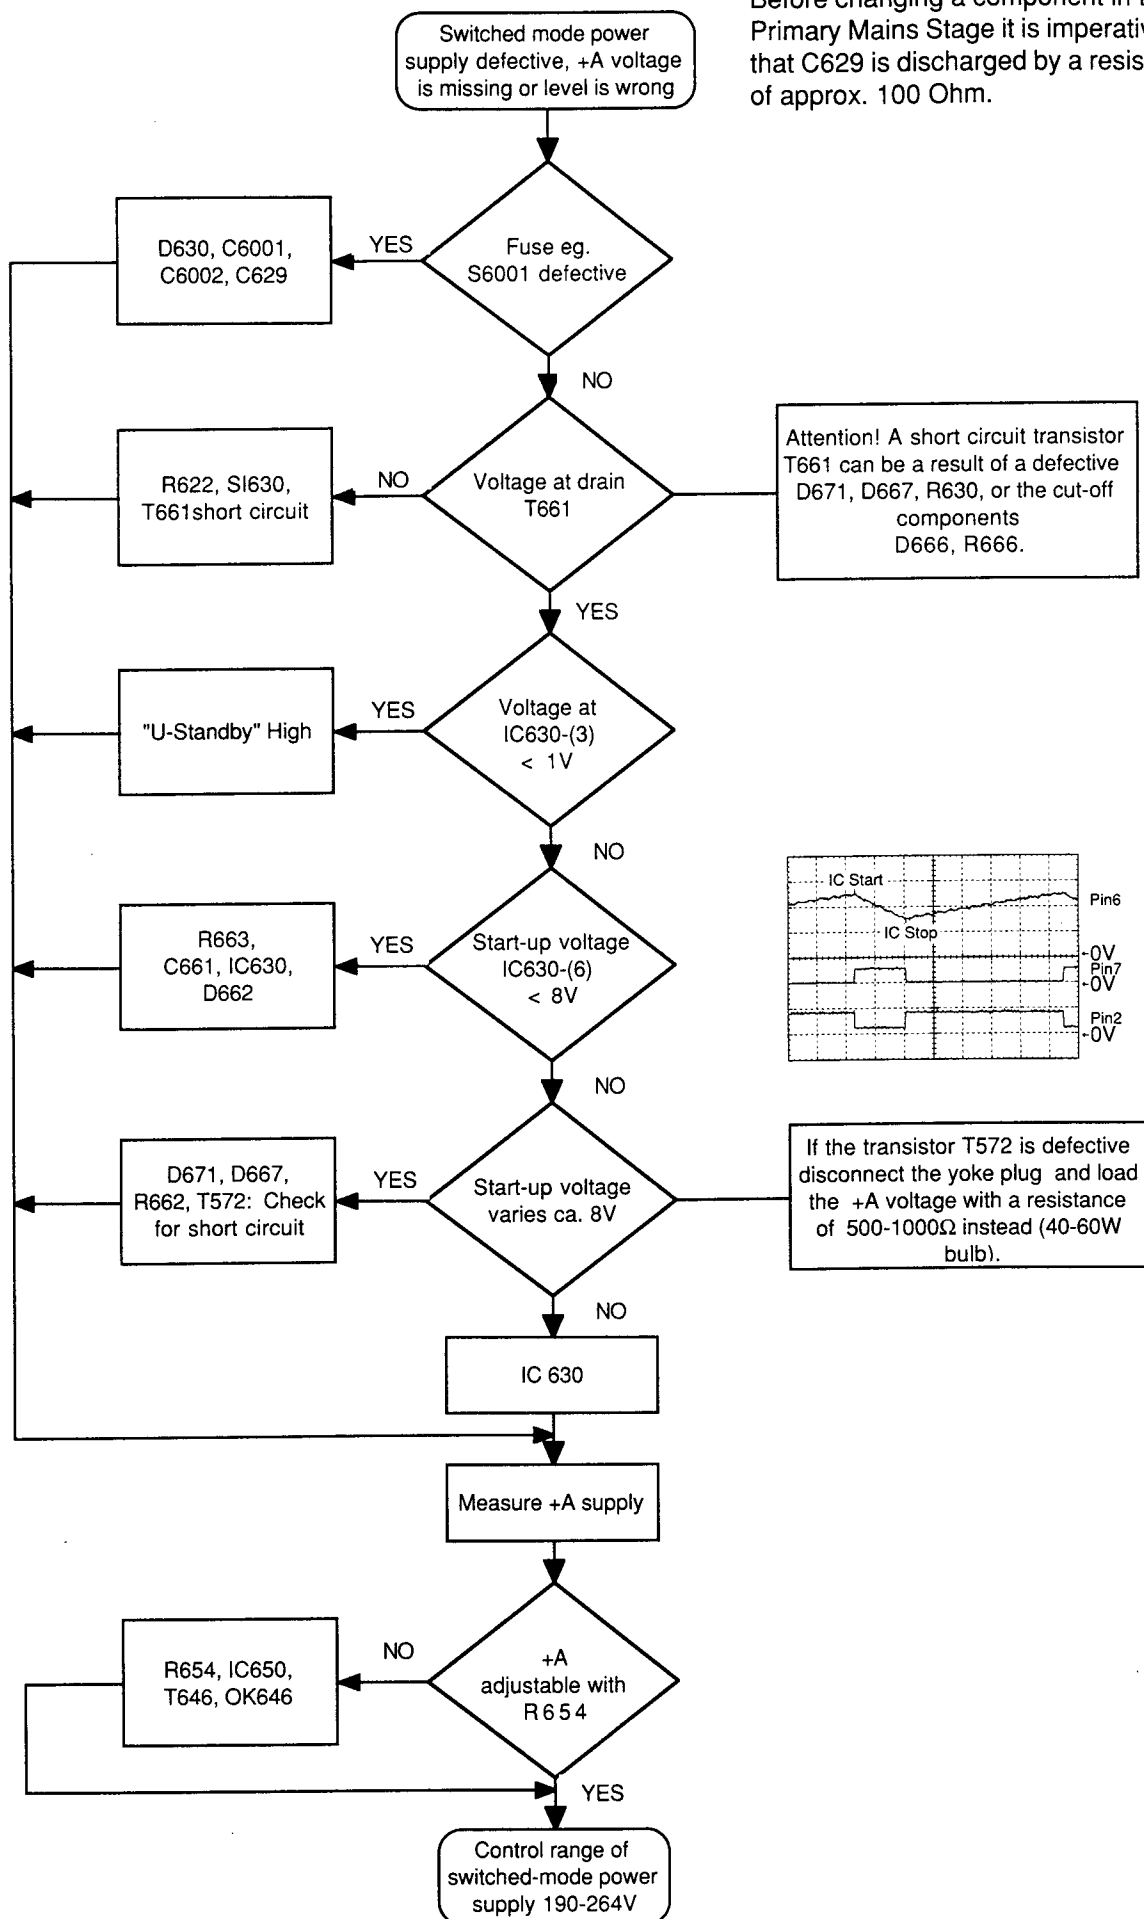 Before changing a component in
Primary Mains Stage it is imperativ
that C629 is discharged by a resis
of approx. 100 Ohm.
Switched mode power
supply defective, +A voltage
is missing or level is wrong
Fuse eg.
S6001 defective
YES
D630, C6001,
C6002, C629
NO
Voltage at drain
T661
NO
R622, SI630,
T661short circuit
Attention! A short circuit transistor
T661 can be a result of a defective
D671, D667, R630, or the cut-off
components
D666, R666.
YES
Voltage at
IC630-(3)
< 1V
YES
"U-Standby" High
NO
Start-up voltage
IC630-(6)
< 8V
YES
R663,
C661, IC630,
D662
IC Start
Pin6
IC Stop
0V
Pin7
0V
Pin2
0V
NO
Start-up voltage
varies ca. 8V
YES
D671, D667,
R662, T572: Check
for short circuit
If the transistor T572 is defective
disconnect the yoke plug and load
the +A voltage with a resistance
of 500-1000Ω instead (40-60W
bulb).
NO
IC 630
Measure +A supply
+A
adjustable with
R654
NO
R654, IC650,
T646, OK646
YES
Control range of
switched-mode power
supply 190-264V